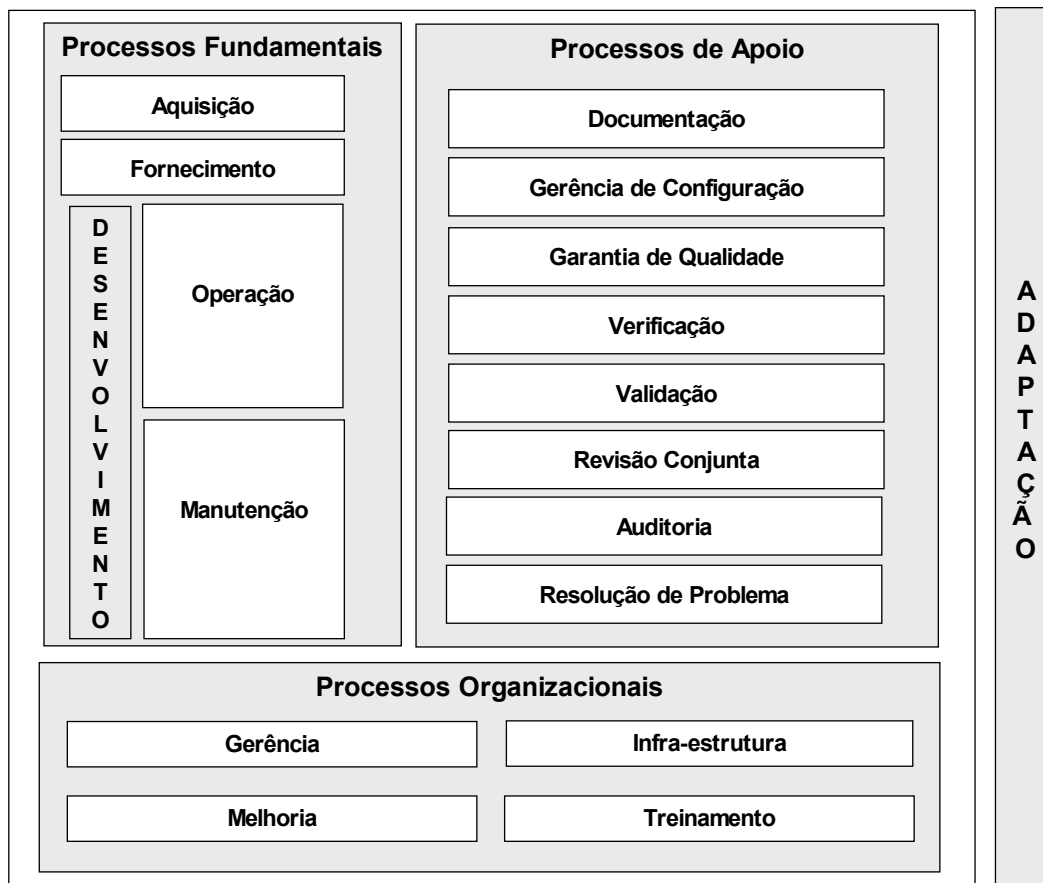 Processos Fundamentais
Aquisição
Fornecimento
DESENVOLVIMENTO
Operação
Manutenção
Processos de Apoio
Documentação
Gerência de Configuração
Garantia de Qualidade
Verificação
Validação
Revisão Conjunta
Auditoria
Resolução de Problema
Processos Organizacionais
Gerência
Infra-estrutura
Melhoria
Treinamento
ADAPTAÇÃO